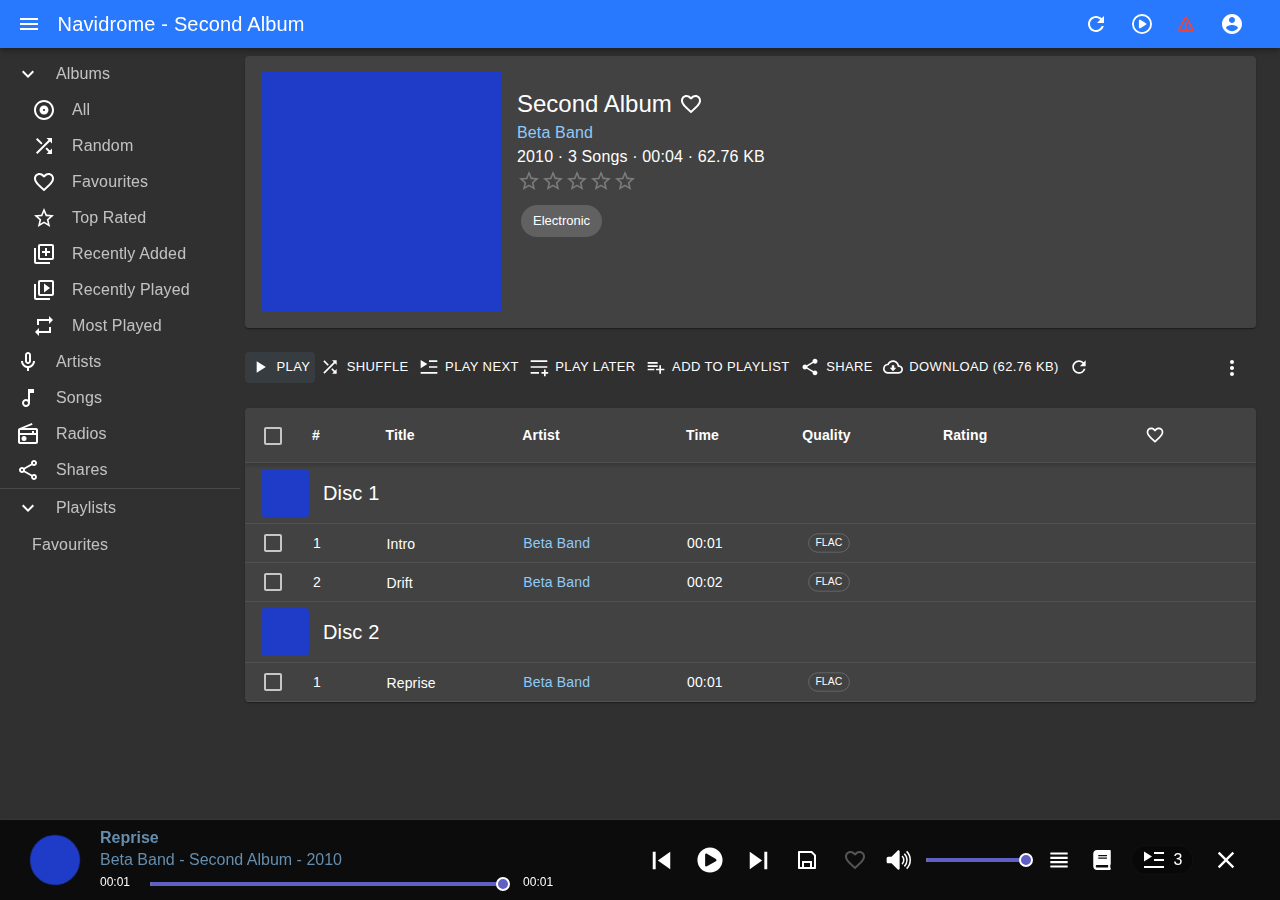 Navidrome - Second Album
Albums
All
Random
Favourites
Top Rated
Recently Added
Recently Played
Most Played
Artists
Songs
Radios
Shares
Playlists
Favourites
Second Album
Beta Band
2010 · 3 Songs · 00:04 · 62.76 KB
Electronic
PLAY SHUFFLE PLAY NEXT PLAY LATER ADD TO PLAYLIST SHARE DOWNLOAD (62.76 KB)
# Title Artist Time Quality Rating
Disc 1
1 Intro Beta Band 00:01 FLAC
2 Drift Beta Band 00:02 FLAC
Disc 2
1 Reprise Beta Band 00:01 FLAC
Reprise
Beta Band - Second Album - 2010
00:01 00:01
3